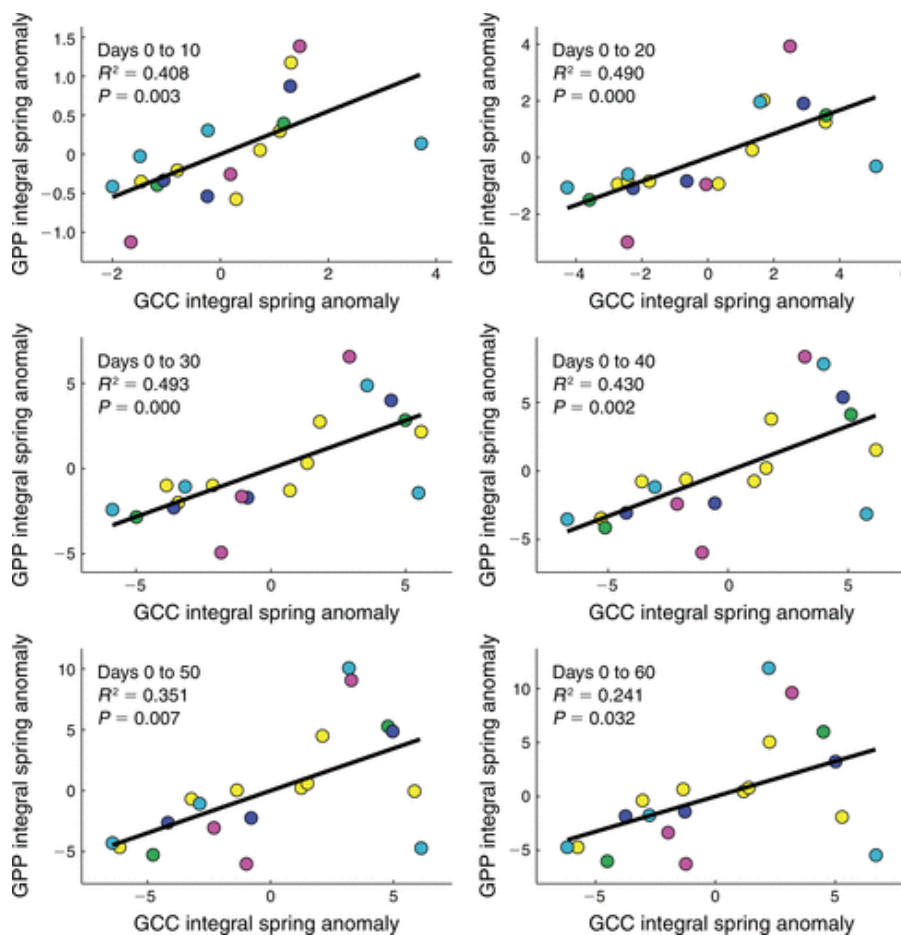 Days 0 to 10
R² = 0.408
P = 0.003
GPP integral spring anomaly
1.5
1.0
0.5
0
−0.5
−1.0
−2 0 2 4
GCC integral spring anomaly
Days 0 to 20
R² = 0.490
P = 0.000
GPP integral spring anomaly
4
2
0
−2
−4 −2 0 2 4
GCC integral spring anomaly
Days 0 to 30
R² = 0.493
P = 0.000
GPP integral spring anomaly
5
0
−5
−5 0 5
GCC integral spring anomaly
Days 0 to 40
R² = 0.430
P = 0.002
GPP integral spring anomaly
5
0
−5
−5 0 5
GCC integral spring anomaly
Days 0 to 50
R² = 0.351
P = 0.007
GPP integral spring anomaly
10
5
0
−5
−5 0 5
GCC integral spring anomaly
Days 0 to 60
R² = 0.241
P = 0.032
GPP integral spring anomaly
10
5
0
−5
−5 0 5
GCC integral spring anomaly